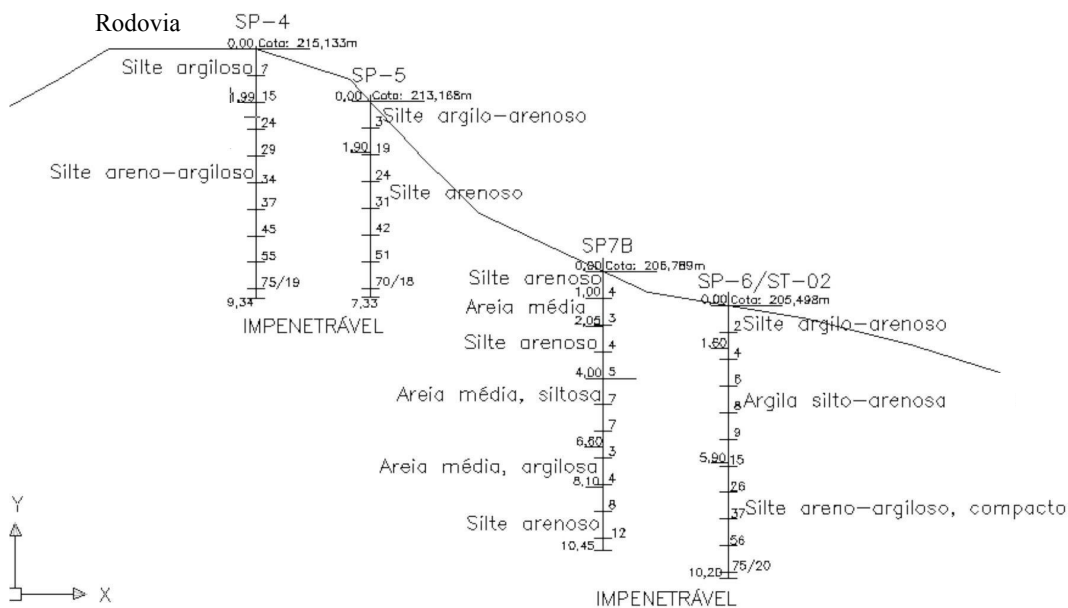 Rodovia
SP-4
0,00 Cota: 215,133m
Silte argiloso
7
1,99
15
24
29
Silte areno-argiloso
34
37
45
55
75/19
9,34
SP-5
0,00 Cota: 213,168m
Silte argilo-arenoso
3
1,90
19
24
Silte arenoso
31
42
51
70/18
7,33
IMPENETRÁVEL
SP7B
0,00 Cota: 206,789m
Silte arenoso
1,00
4
Areia média
2,05
3
Silte arenoso
4
4,00
5
Areia média, siltosa
7
7
6,60
3
Areia média, argilosa
4
8,10
8
Silte arenoso
12
10,45
SP-6/ST-02
0,00 Cota: 205,498m
2
Silte argilo-arenoso
1,60
4
6
Argila silto-arenosa
8
9
5,90
15
26
37
Silte areno-argiloso, compacto
56
75/20
10,20
IMPENETRÁVEL
Y
X